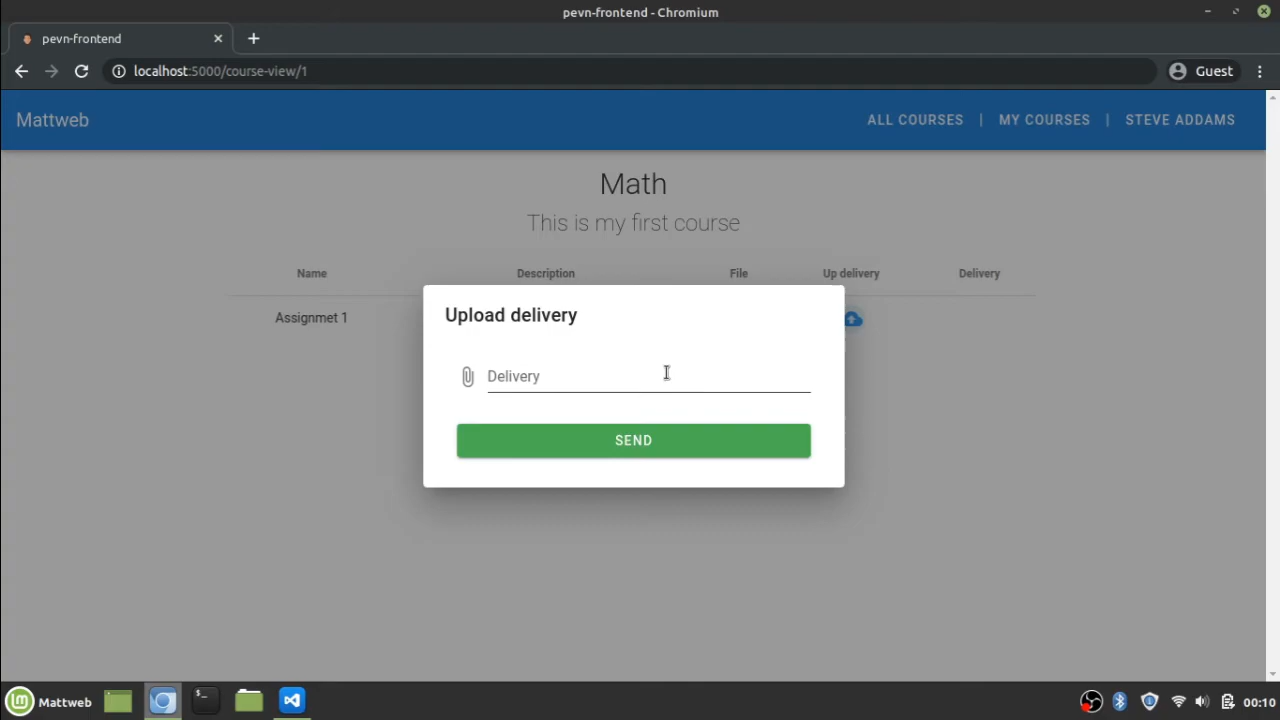 pevn-frontend - Chromium
pevn-frontend
localhost:5000/course-view/1
Guest
Mattweb
ALL COURSES | MY COURSES | STEVE ADDAMS
Math
This is my first course
Name Description File Up delivery Delivery
Assignmet 1
Upload delivery
Delivery
SEND
Mattweb
00:10